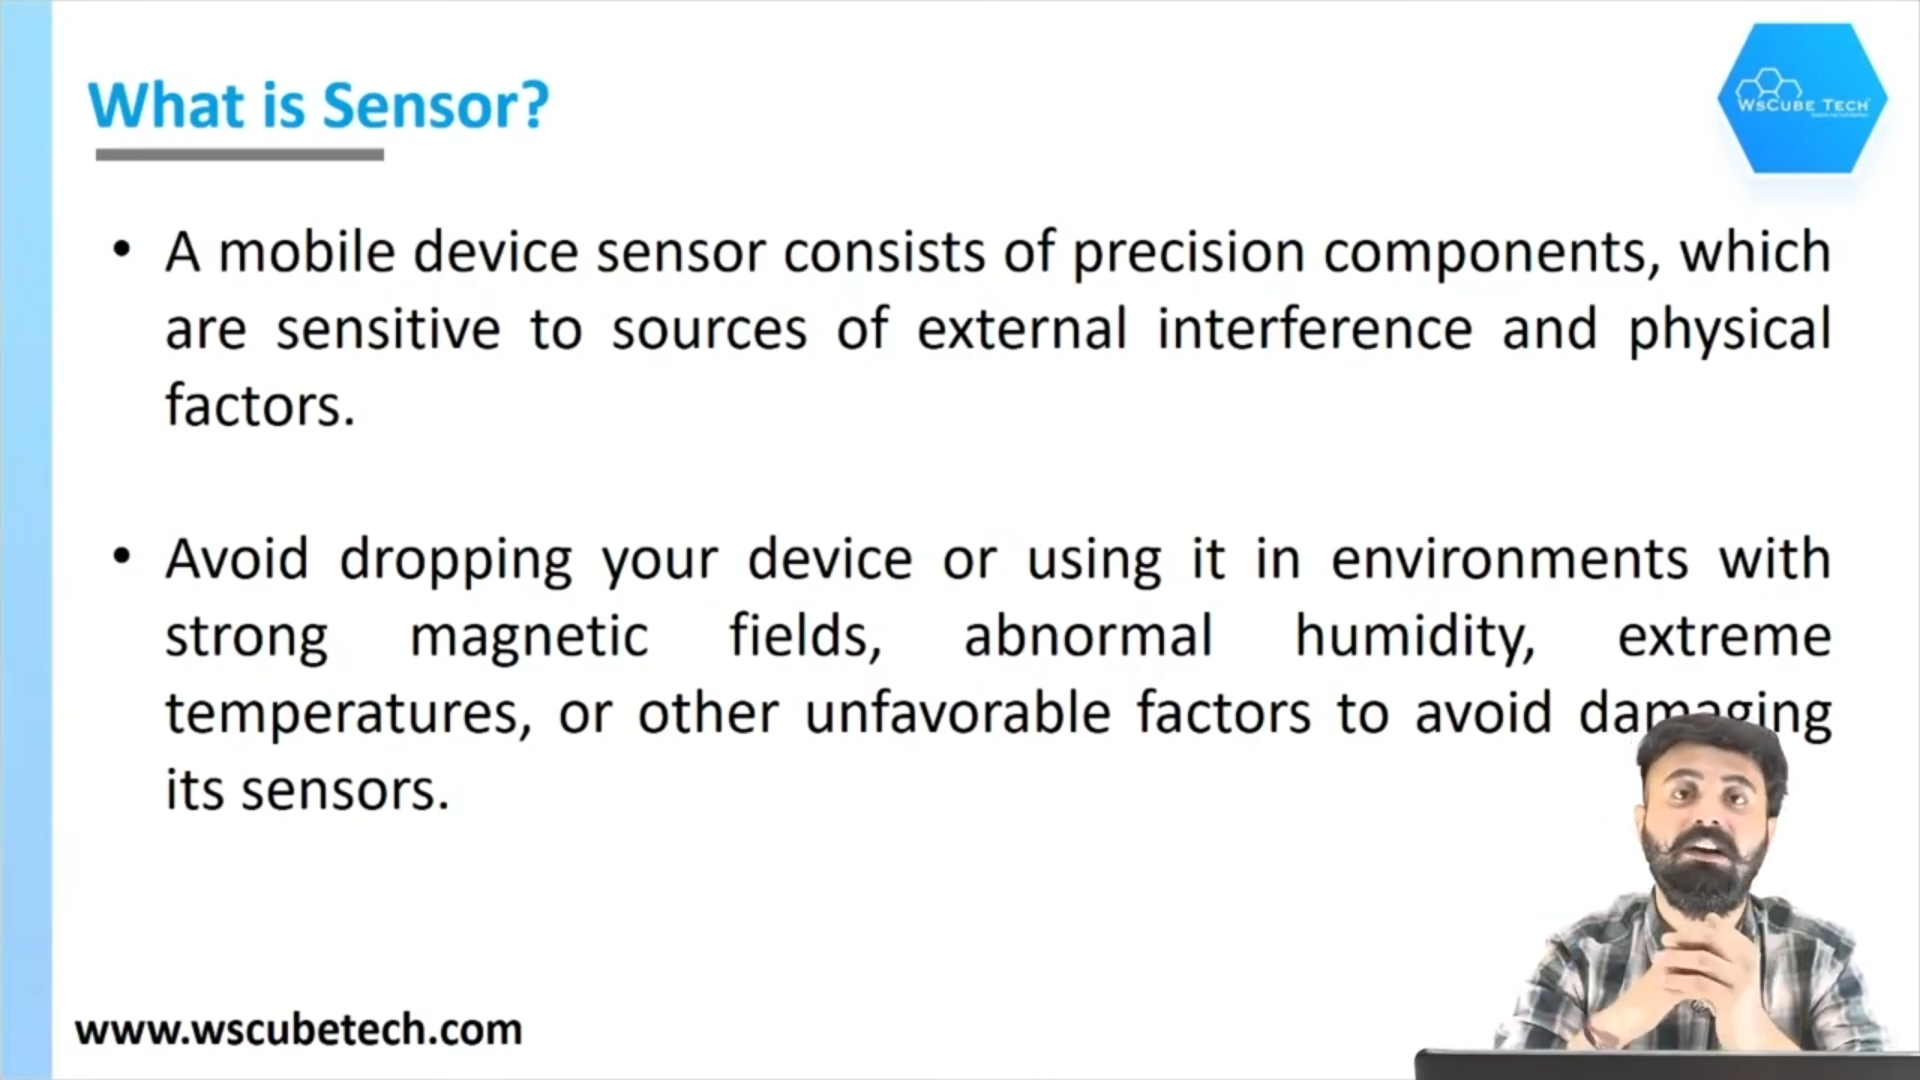 What is Sensor?
WsCube Tech
• A mobile device sensor consists of precision components, which
are sensitive to sources of external interference and physical
factors.
• Avoid dropping your device or using it in environments with
strong magnetic fields, abnormal humidity, extreme
temperatures, or other unfavorable factors to avoid damaging
its sensors.
www.wscubetech.com